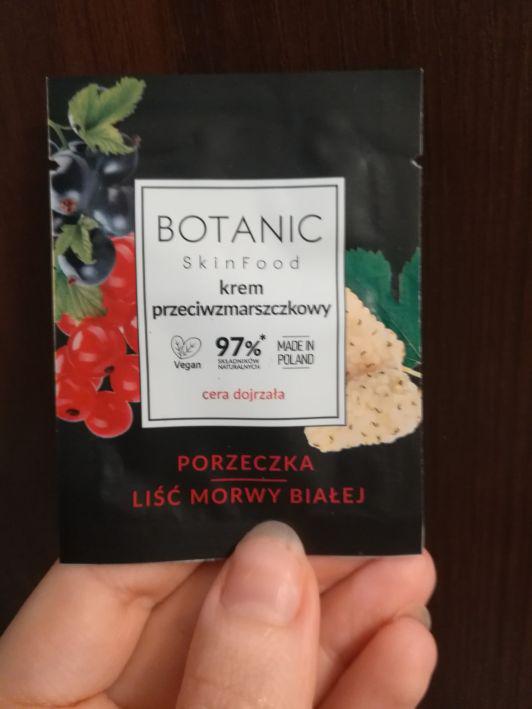 BOTANIC
SkinFood
krem
przeciwzmarszczkowy
Vegan
97%*
SKŁADNIKÓW
NATURALNYCH
MADE IN
POLAND
cera dojrzała
PORZECZKA
LIŚĆ MORWY BIAŁEJ